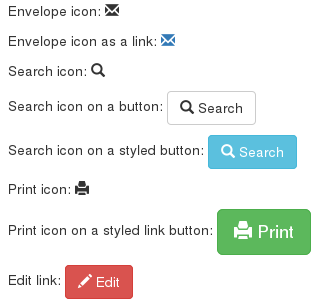 Envelope icon:
Envelope icon as a link:
Search icon:
Search icon on a button: Search
Search icon on a styled button: Search
Print icon:
Print icon on a styled link button: Print
Edit link: Edit